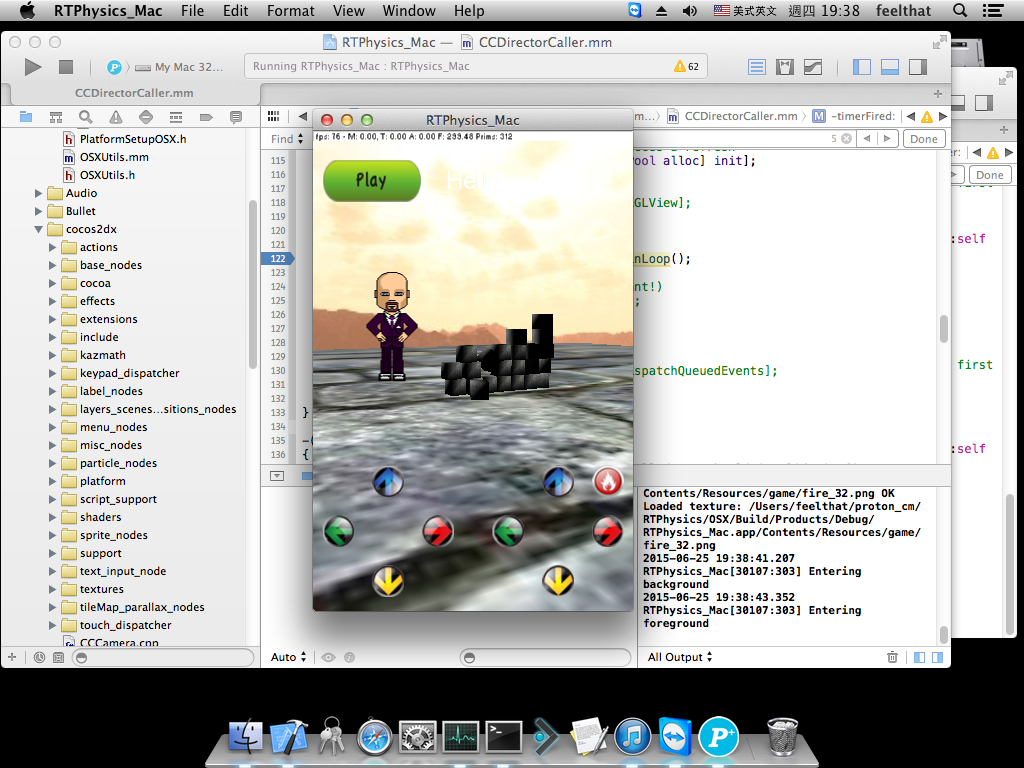 RTPhysics_Mac File Edit Format View Window Help 美式英文 週四 19:38 feelthat
RTPhysics_Mac — CCDirectorCaller.mm
My Mac 32...
Running RTPhysics_Mac : RTPhysics_Mac
62
CCDirectorCaller.mm
PlatformSetupOSX.h
OSXUtils.mm
OSXUtils.h
Audio
Bullet
cocos2dx
actions
base_nodes
cocoa
effects
extensions
include
kazmath
keypad_dispatcher
label_nodes
layers_scenes...sitions_nodes
menu_nodes
misc_nodes
particle_nodes
platform
script_support
shaders
sprite_nodes
support
text_input_node
textures
tileMap_parallax_nodes
touch_dispatcher
CCCamera.cpp
m...) CCDirectorCaller.mm M -timerFired:
Find
5
Done
115
116
117
118
119
120
121
122
123
124
125
126
127
128
129
130
131
132
133 }
134
135
136 {
ool alloc] init];
GLView];
nLoop();
nt!)
;
spatchQueuedEvents];
RTPhysics_Mac
fps: 76 - M: 0.00, T: 0.00 A: 0.00 F: 233.48 Prims: 312
Play
er:
Done
:self
first
:self
Contents/Resources/game/fire_32.png OK
Loaded texture: /Users/feelthat/proton_cm/
RTPhysics/OSX/Build/Products/Debug/
RTPhysics_Mac.app/Contents/Resources/game/
fire_32.png
2015-06-25 19:38:41.207
RTPhysics_Mac[30107:303] Entering
background
2015-06-25 19:38:43.352
RTPhysics_Mac[30107:303] Entering
foreground
Auto
All Output